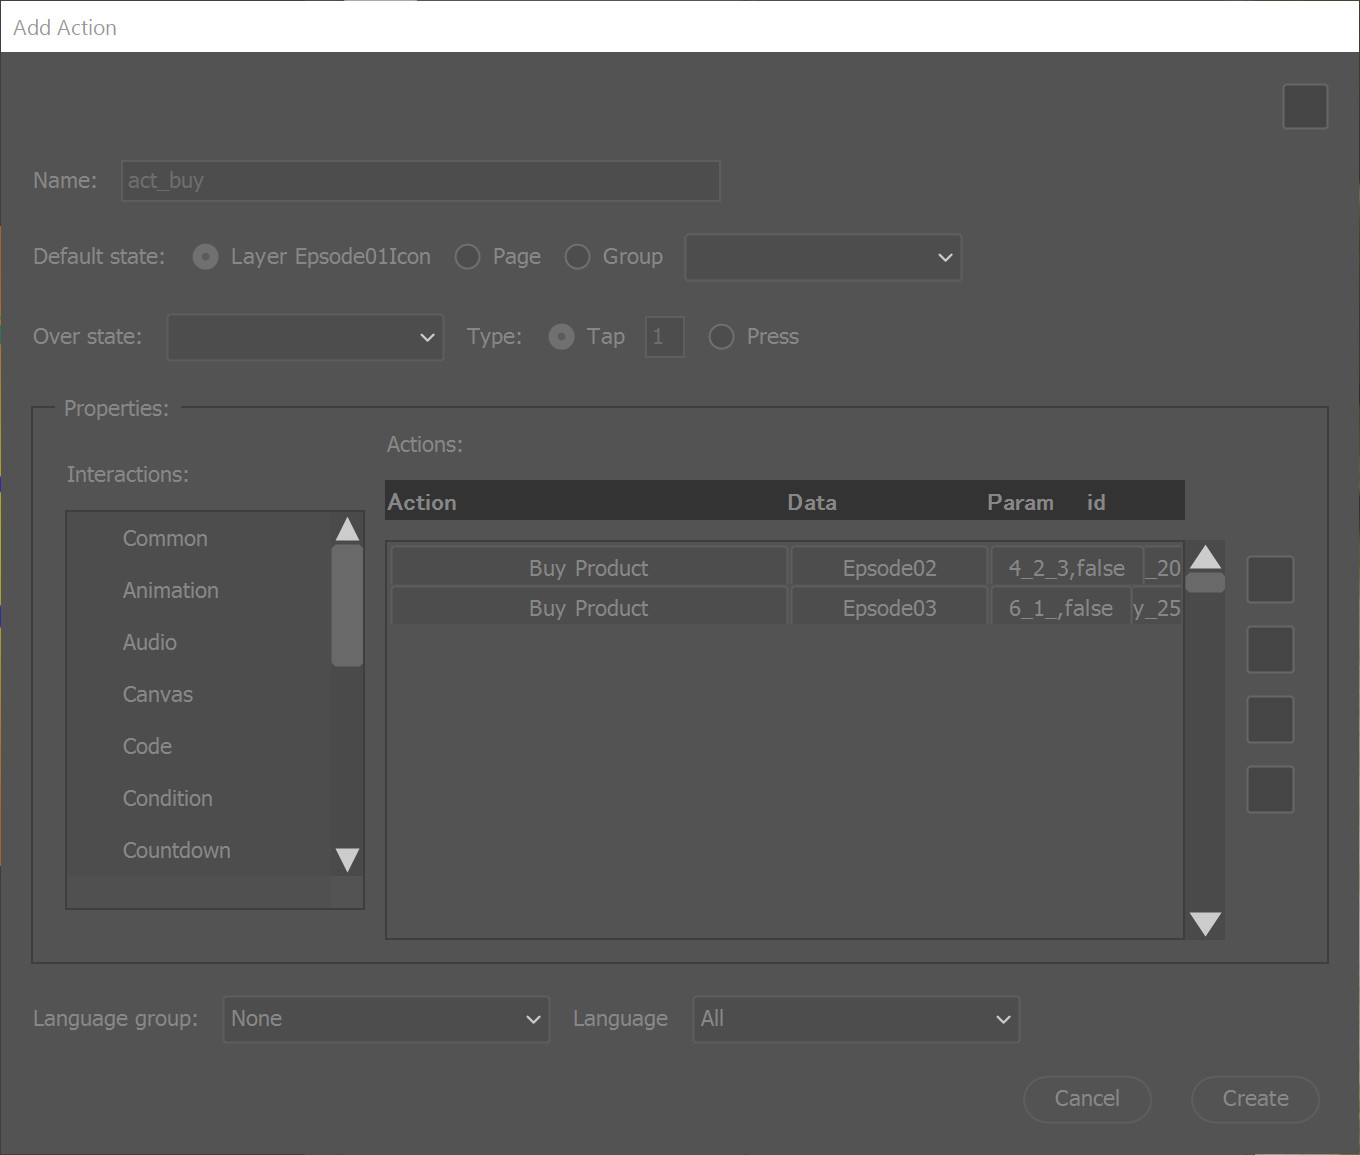 Add Action
Name: act_buy
Default state: Layer Epsode01Icon Page Group
Over state: Type: Tap 1 Press
Properties:
Actions:
Interactions:
Action Data Param id
Common
Animation
Audio
Canvas
Code
Condition
Countdown
Buy Product Epsode02 4_2_3,false _20
Buy Product Epsode03 6_1_,false y_25
Language group: None Language All
Cancel Create